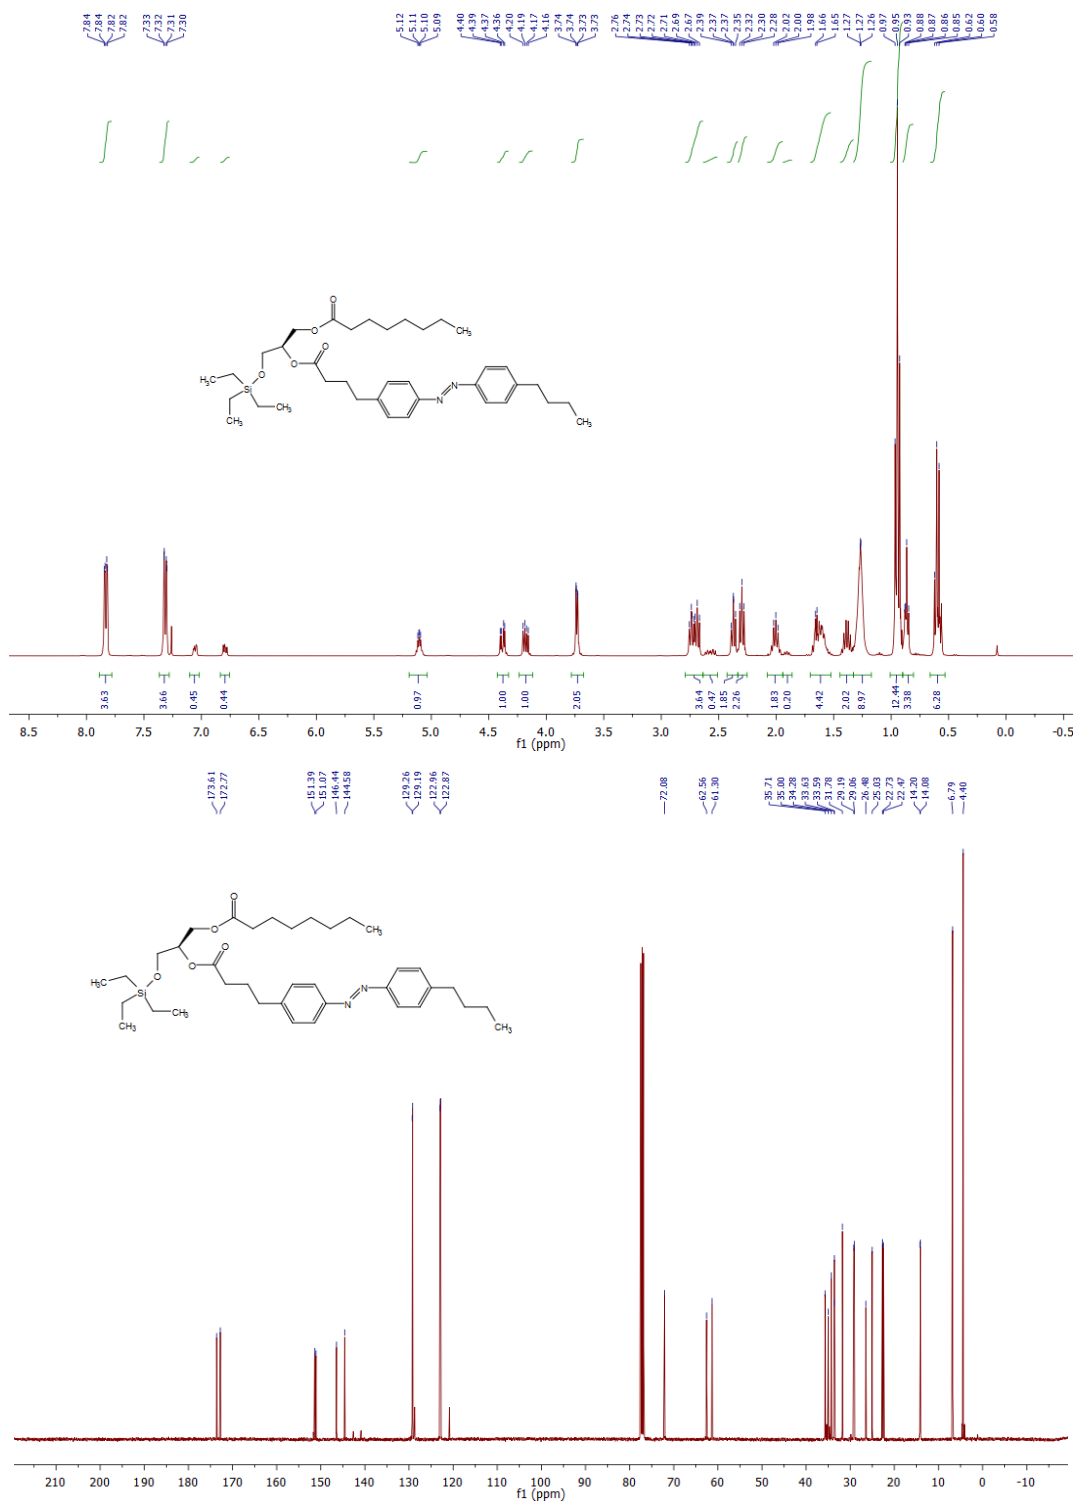 7.84 7.84 7.82 7.82 7.33 7.32 7.31 7.30 5.12 5.11 5.10 5.09 4.40 4.39 4.37 4.36 4.20 4.19 4.17 4.16 3.74 3.74 3.73 3.73 2.76 2.74 2.73 2.72 2.71 2.69 2.67 2.39 2.37 2.37 2.35 2.32 2.30 2.28 2.02 2.00 1.98 1.66 1.65 1.27 1.27 1.26 0.97 0.95 0.93 0.88 0.87 0.86 0.85 0.62 0.60 0.58
O
O CH₃
O
O
O
H₃C Si
CH₃
CH₃
N N
CH₃
3.63 3.66 0.45 0.44 0.97 1.00 1.00 2.05 3.64 0.47 1.85 2.26 1.83 0.20 4.42 2.02 8.97 12.44 3.38 6.28
8.5 8.0 7.5 7.0 6.5 6.0 5.5 5.0 4.5 4.0 3.5 3.0 2.5 2.0 1.5 1.0 0.5 0.0 -0.5
f1 (ppm)
173.61 172.77 151.39 151.07 146.44 144.58 129.26 129.19 122.96 122.87 72.08 62.56 61.30 35.71 35.00 34.28 33.63 33.59 31.78 29.19 29.06 26.48 25.03 22.73 22.47 14.20 14.08 6.79 4.40
O
O CH₃
O
O
O
H₃C Si
CH₃
CH₃
N N
CH₃
210 200 190 180 170 160 150 140 130 120 110 100 90 80 70 60 50 40 30 20 10 0 -10
f1 (ppm)